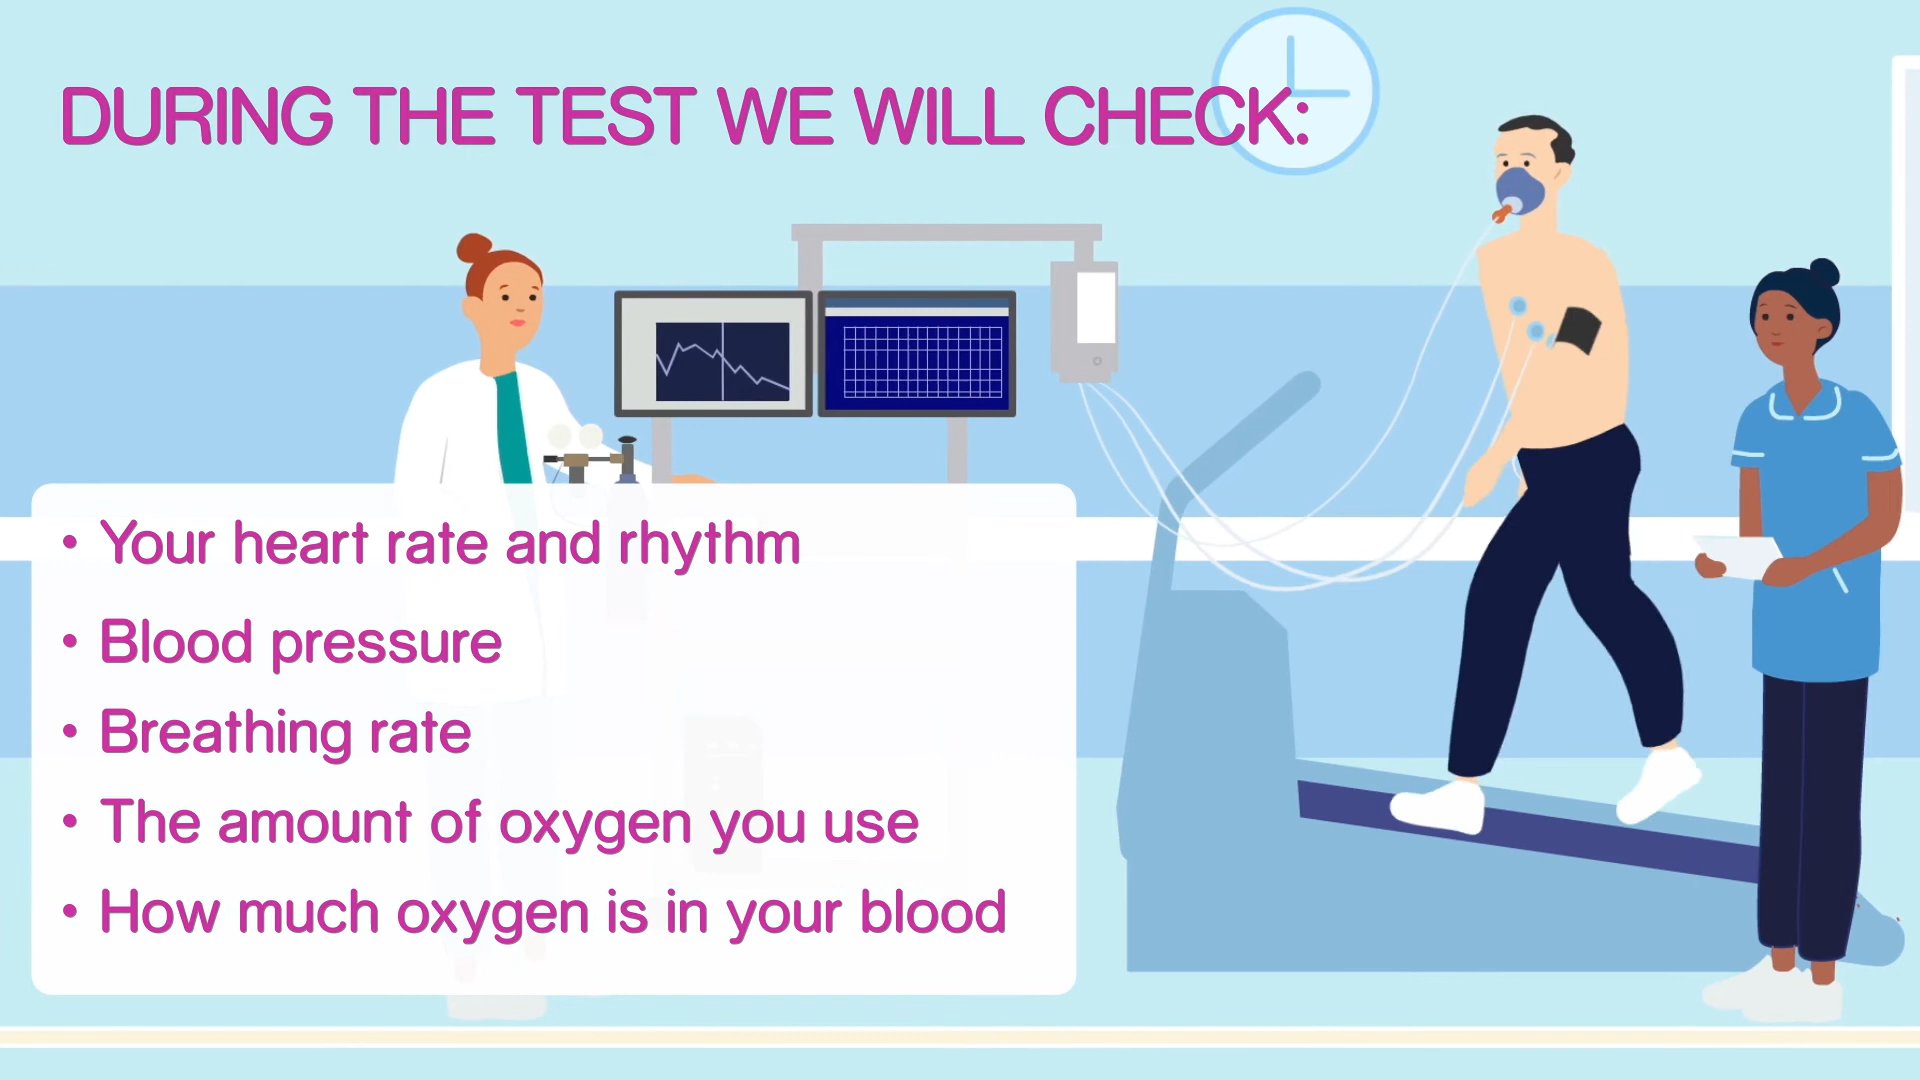 DURING THE TEST WE WILL CHECK:
• Your heart rate and rhythm
• Blood pressure
• Breathing rate
• The amount of oxygen you use
• How much oxygen is in your blood